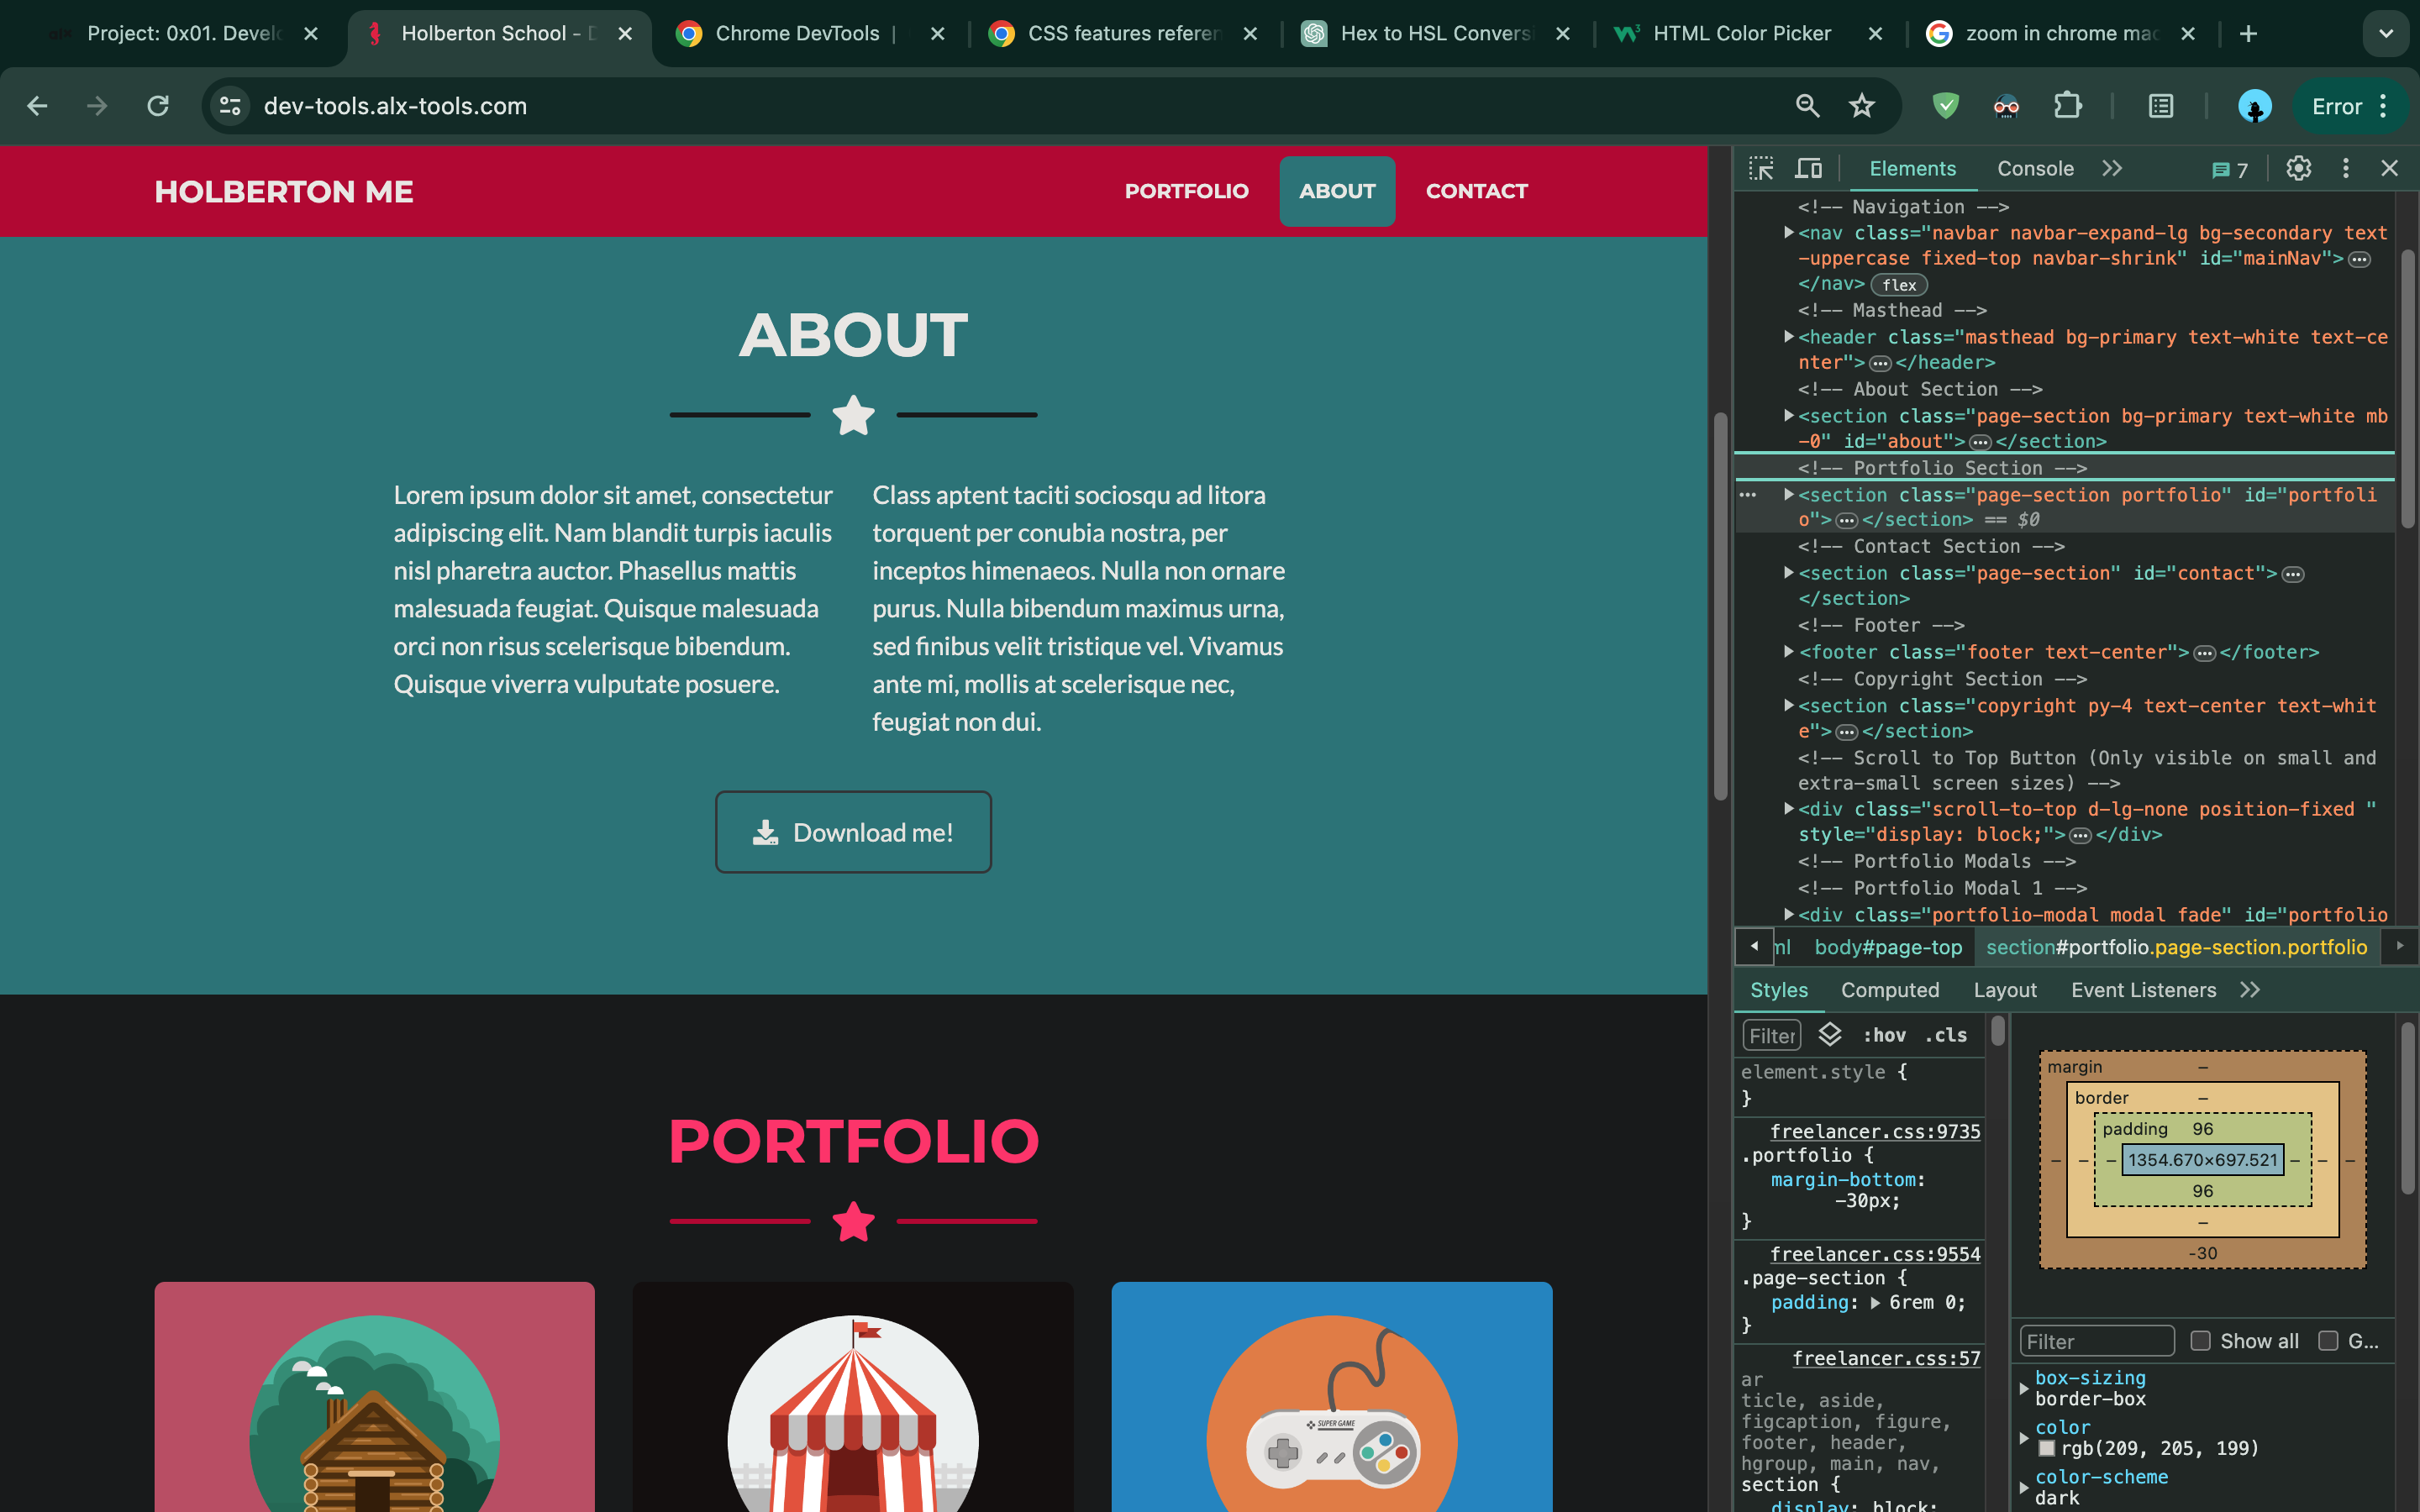 Project: 0x01. Develo
Holberton School - D
Chrome DevTools |
CSS features referen
Hex to HSL Conversi
HTML Color Picker
zoom in chrome mac
dev-tools.alx-tools.com
Error
HOLBERTON ME
PORTFOLIO
ABOUT
CONTACT
ABOUT
Lorem ipsum dolor sit amet, consectetur
adipiscing elit. Nam blandit turpis iaculis
nisl pharetra auctor. Phasellus mattis
malesuada feugiat. Quisque malesuada
orci non risus scelerisque bibendum.
Quisque viverra vulputate posuere.
Class aptent taciti sociosqu ad litora
torquent per conubia nostra, per
inceptos himenaeos. Nulla non ornare
purus. Nulla bibendum maximus urna,
sed finibus velit tristique vel. Vivamus
ante mi, mollis at scelerisque nec,
feugiat non dui.
Download me!
PORTFOLIO
SUPER GAME
Elements
Console
7
<!-- Navigation -->
<nav class="navbar navbar-expand-lg bg-secondary text
-uppercase fixed-top navbar-shrink" id="mainNav">…
</nav> flex
<!-- Masthead -->
<header class="masthead bg-primary text-white text-ce
nter">…</header>
<!-- About Section -->
<section class="page-section bg-primary text-white mb
-0" id="about">…</section>
<!-- Portfolio Section -->
<section class="page-section portfolio" id="portfoli
o">…</section> == $0
<!-- Contact Section -->
<section class="page-section" id="contact">…
</section>
<!-- Footer -->
<footer class="footer text-center">…</footer>
<!-- Copyright Section -->
<section class="copyright py-4 text-center text-whit
e">…</section>
<!-- Scroll to Top Button (Only visible on small and
extra-small screen sizes) -->
<div class="scroll-to-top d-lg-none position-fixed "
style="display: block;">…</div>
<!-- Portfolio Modals -->
<!-- Portfolio Modal 1 -->
<div class="portfolio-modal modal fade" id="portfolio
ml
body#page-top
section#portfolio.page-section.portfolio
Styles
Computed
Layout
Event Listeners
Filter
:hov
.cls
element.style {
}
freelancer.css:9735
.portfolio {
margin-bottom:
-30px;
}
freelancer.css:9554
.page-section {
padding: 6rem 0;
}
freelancer.css:57
ar
ticle, aside,
figcaption, figure,
footer, header,
hgroup, main, nav,
section {
display: block;
margin –
border –
padding 96
– – – 1354.670×697.521 – – –
96
–
-30
Filter
Show all
G...
box-sizing
border-box
color
rgb(209, 205, 199)
color-scheme
dark